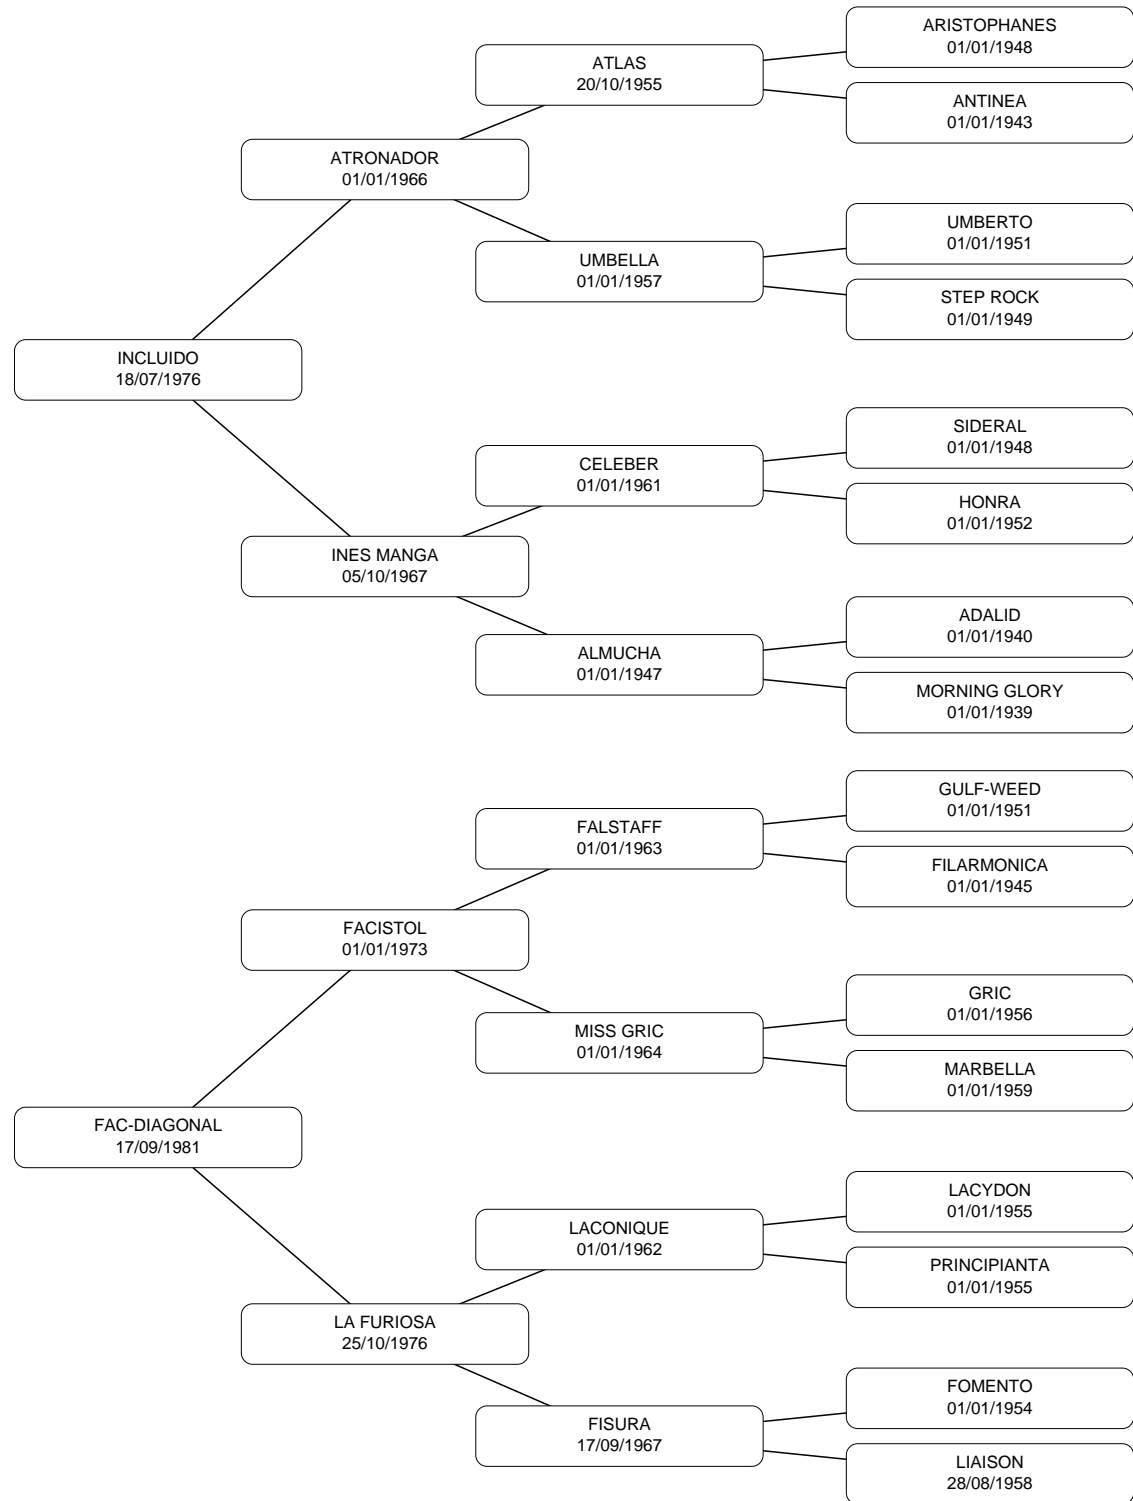 ARISTOPHANES
01/01/1948
ATLAS
20/10/1955
ANTINEA
01/01/1943
ATRONADOR
01/01/1966
UMBERTO
01/01/1951
UMBELLA
01/01/1957
STEP ROCK
01/01/1949
INCLUIDO
18/07/1976
SIDERAL
01/01/1948
CELEBER
01/01/1961
HONRA
01/01/1952
INES MANGA
05/10/1967
ADALID
01/01/1940
ALMUCHA
01/01/1947
MORNING GLORY
01/01/1939
GULF-WEED
01/01/1951
FALSTAFF
01/01/1963
FILARMONICA
01/01/1945
FACISTOL
01/01/1973
GRIC
01/01/1956
MISS GRIC
01/01/1964
MARBELLA
01/01/1959
FAC-DIAGONAL
17/09/1981
LACYDON
01/01/1955
LACONIQUE
01/01/1962
PRINCIPIANTA
01/01/1955
LA FURIOSA
25/10/1976
FOMENTO
01/01/1954
FISURA
17/09/1967
LIAISON
28/08/1958